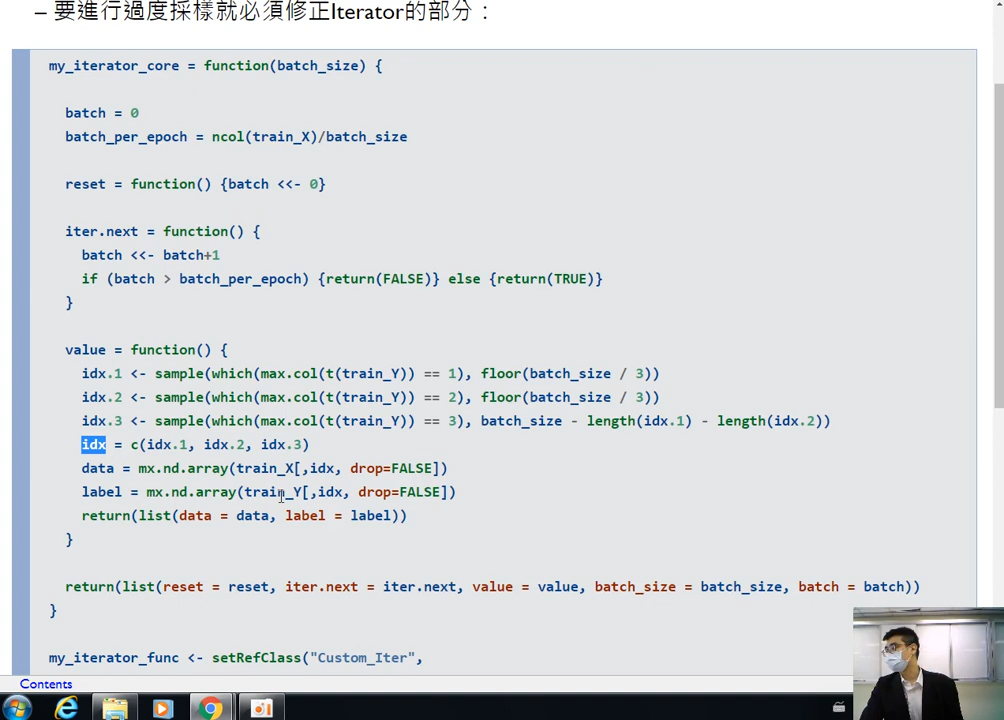 – 要進行過度採樣就必須修正Iterator的部分：
my_iterator_core = function(batch_size) {
batch = 0
batch_per_epoch = ncol(train_X)/batch_size
reset = function() {batch <<- 0}
iter.next = function() {
batch <<- batch+1
if (batch > batch_per_epoch) {return(FALSE)} else {return(TRUE)}
}
value = function() {
idx.1 <- sample(which(max.col(t(train_Y)) == 1), floor(batch_size / 3))
idx.2 <- sample(which(max.col(t(train_Y)) == 2), floor(batch_size / 3))
idx.3 <- sample(which(max.col(t(train_Y)) == 3), batch_size - length(idx.1) - length(idx.2))
idx = c(idx.1, idx.2, idx.3)
data = mx.nd.array(train_X[,idx, drop=FALSE])
label = mx.nd.array(train_Y[,idx, drop=FALSE])
return(list(data = data, label = label))
}
return(list(reset = reset, iter.next = iter.next, value = value, batch_size = batch_size, batch = batch))
}
my_iterator_func <- setRefClass("Custom_Iter",
Contents